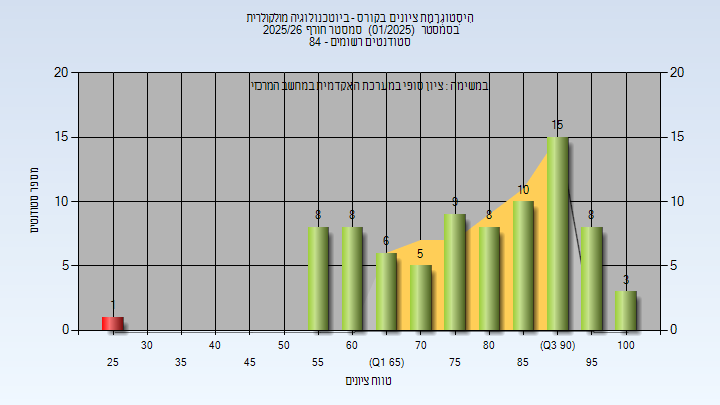 היסטוגרמת ציונים בקורס - ביוטכנולוגיה מולקולרית
בסמסטר (01/2025) סמסטר חורף 2025/26
סטודנטים רשומים - 84
במשימה : ציון סופי במערכת האקדמית במחשב המרכזי
מספר סטודנטים
20 20
15 15
10 10
5 5
0 0
1 8 8 6 5 9 8 10 15 8 3
30 40 50 60 70 80 (Q3 90) 100
25 35 45 55 (Q1 65) 75 85 95
טווח ציונים